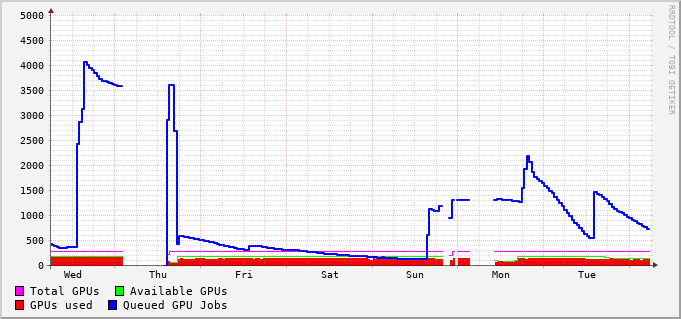 RRDTOOL / TOBI OETIKER
5000
4500
4000
3500
3000
2500
2000
1500
1000
500
0
Wed Thu Fri Sat Sun Mon Tue
Total GPUs Available GPUs
GPUs used Queued GPU Jobs